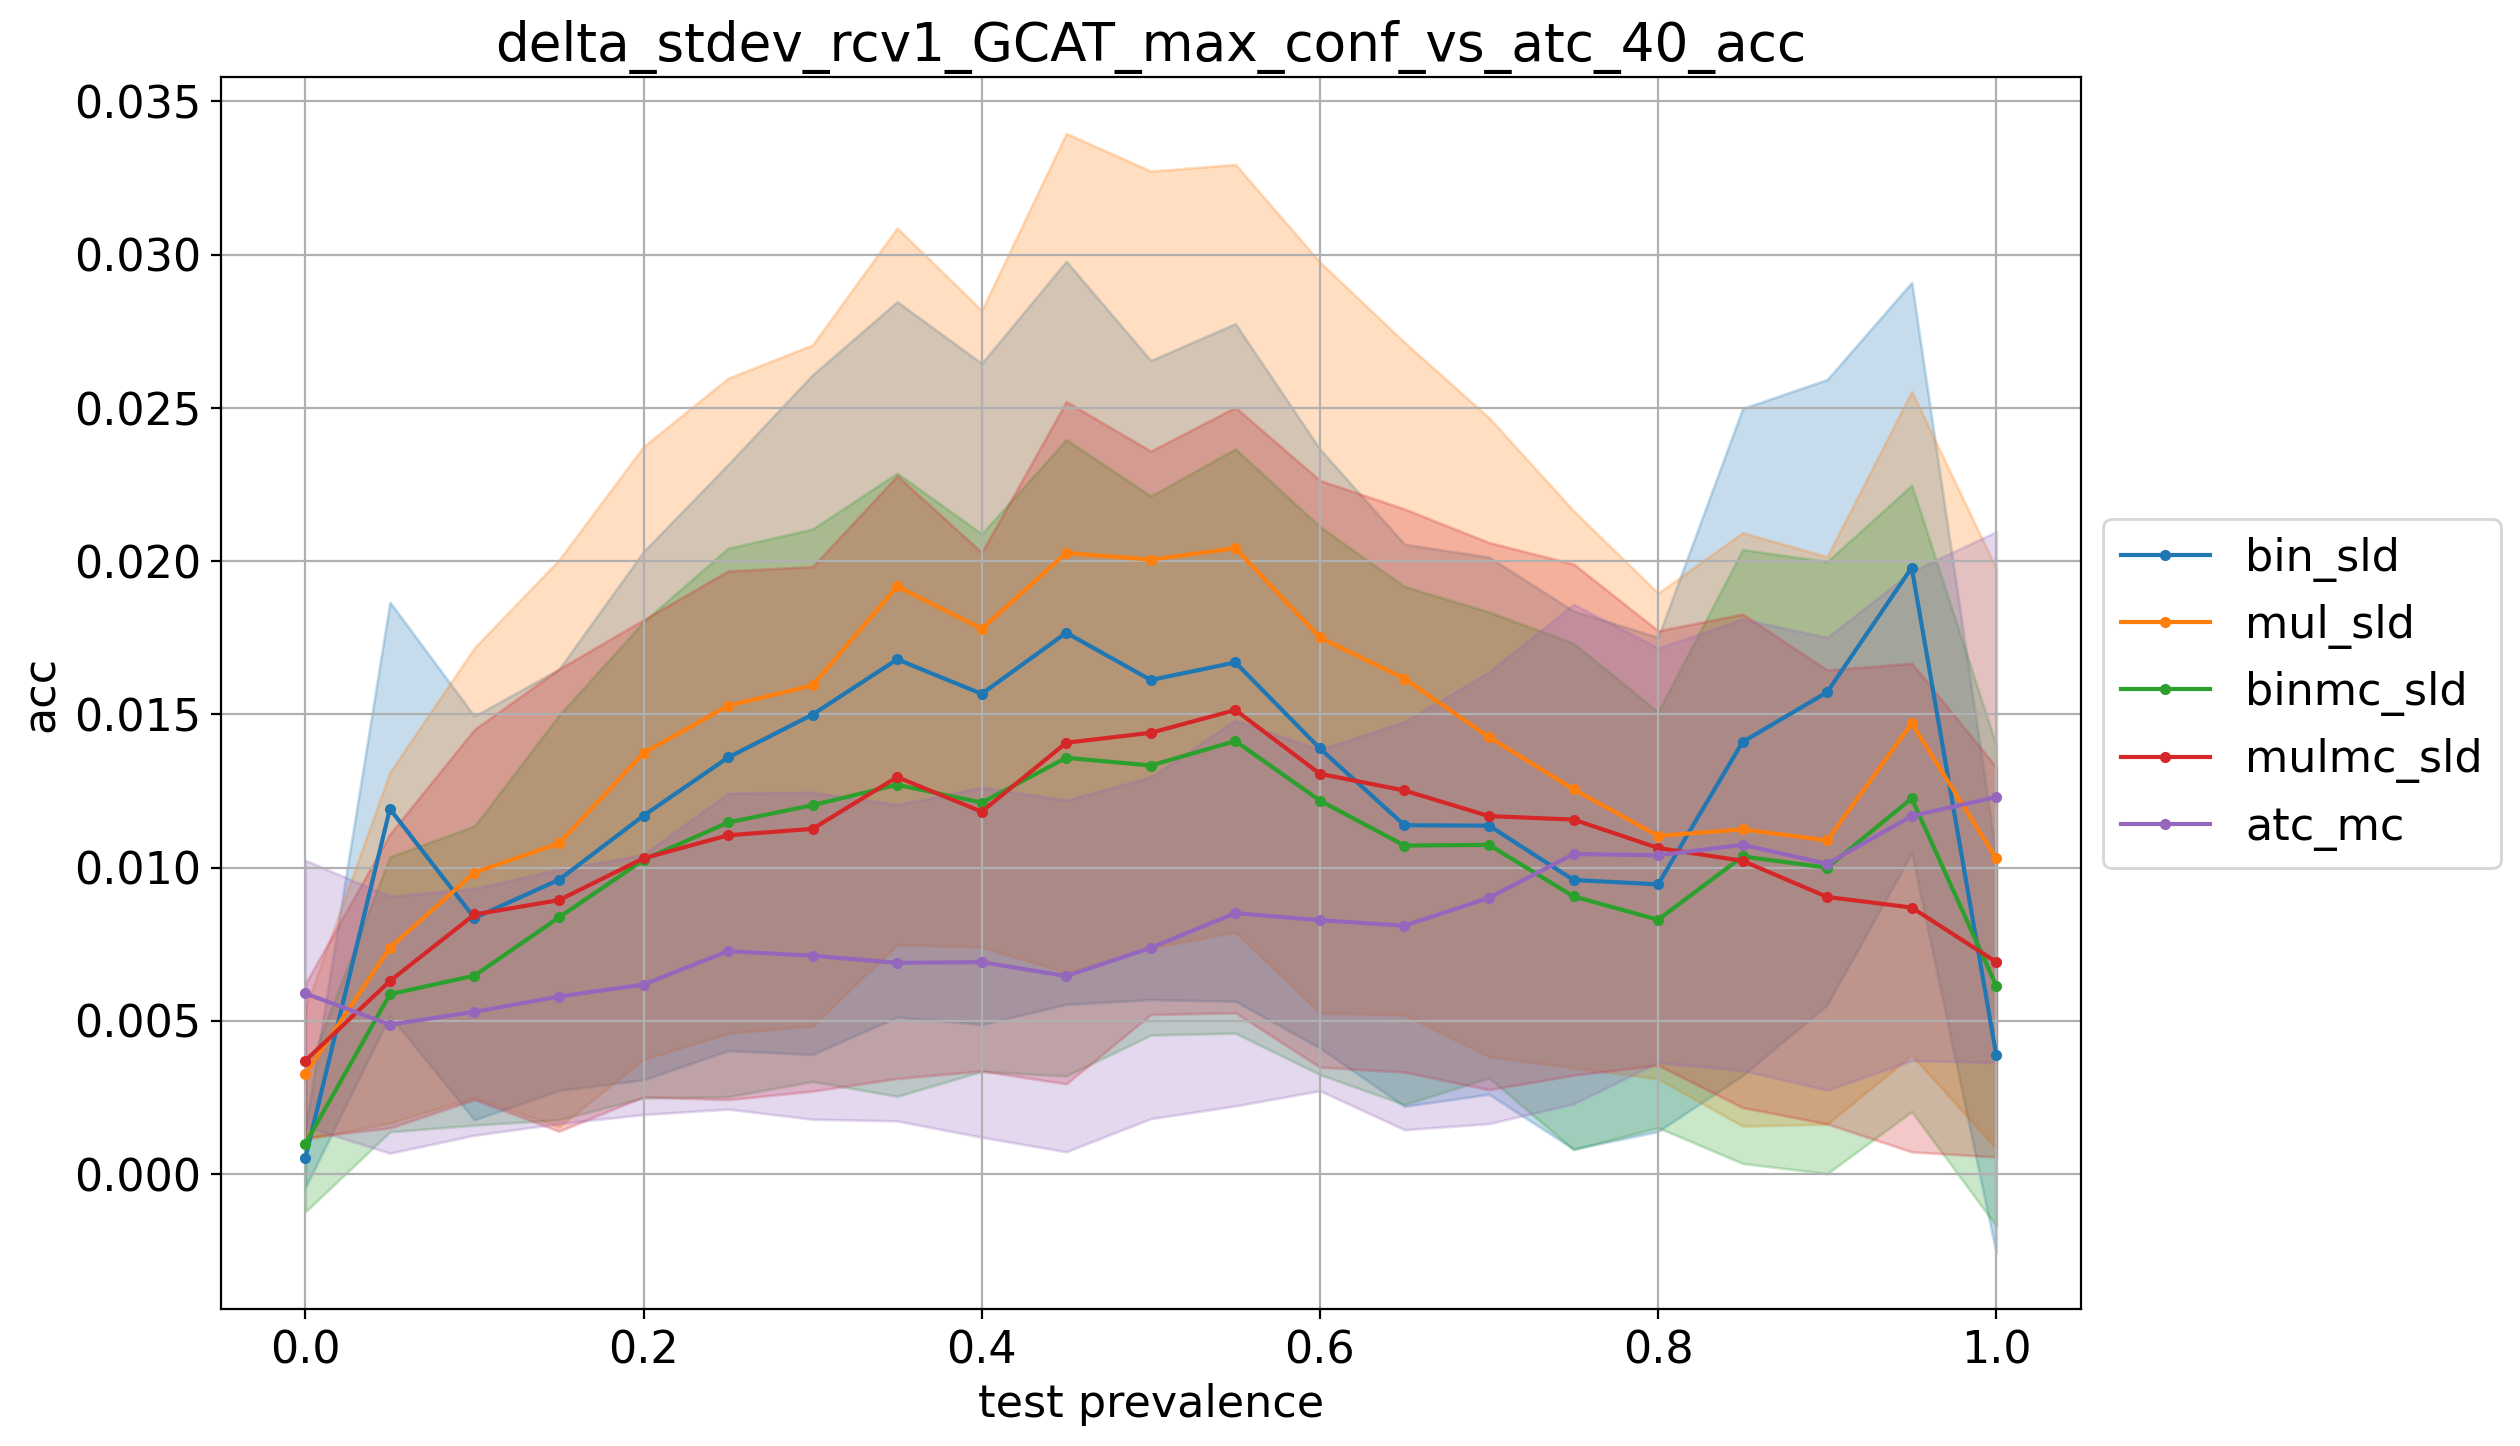 delta_stdev_rcv1_GCAT_max_conf_vs_atc_40_acc
0.035
0.030
0.025
0.020
0.015
0.010
0.005
0.000
acc
0.0 0.2 0.4 0.6 0.8 1.0
test prevalence
bin_sld
mul_sld
binmc_sld
mulmc_sld
atc_mc